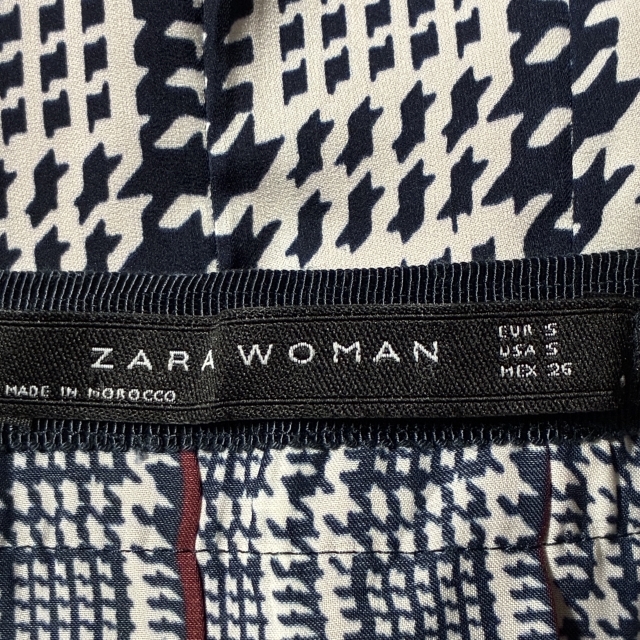 ZARA WOMAN
MADE IN MOROCCO
EUR S
USA S
MEX 26